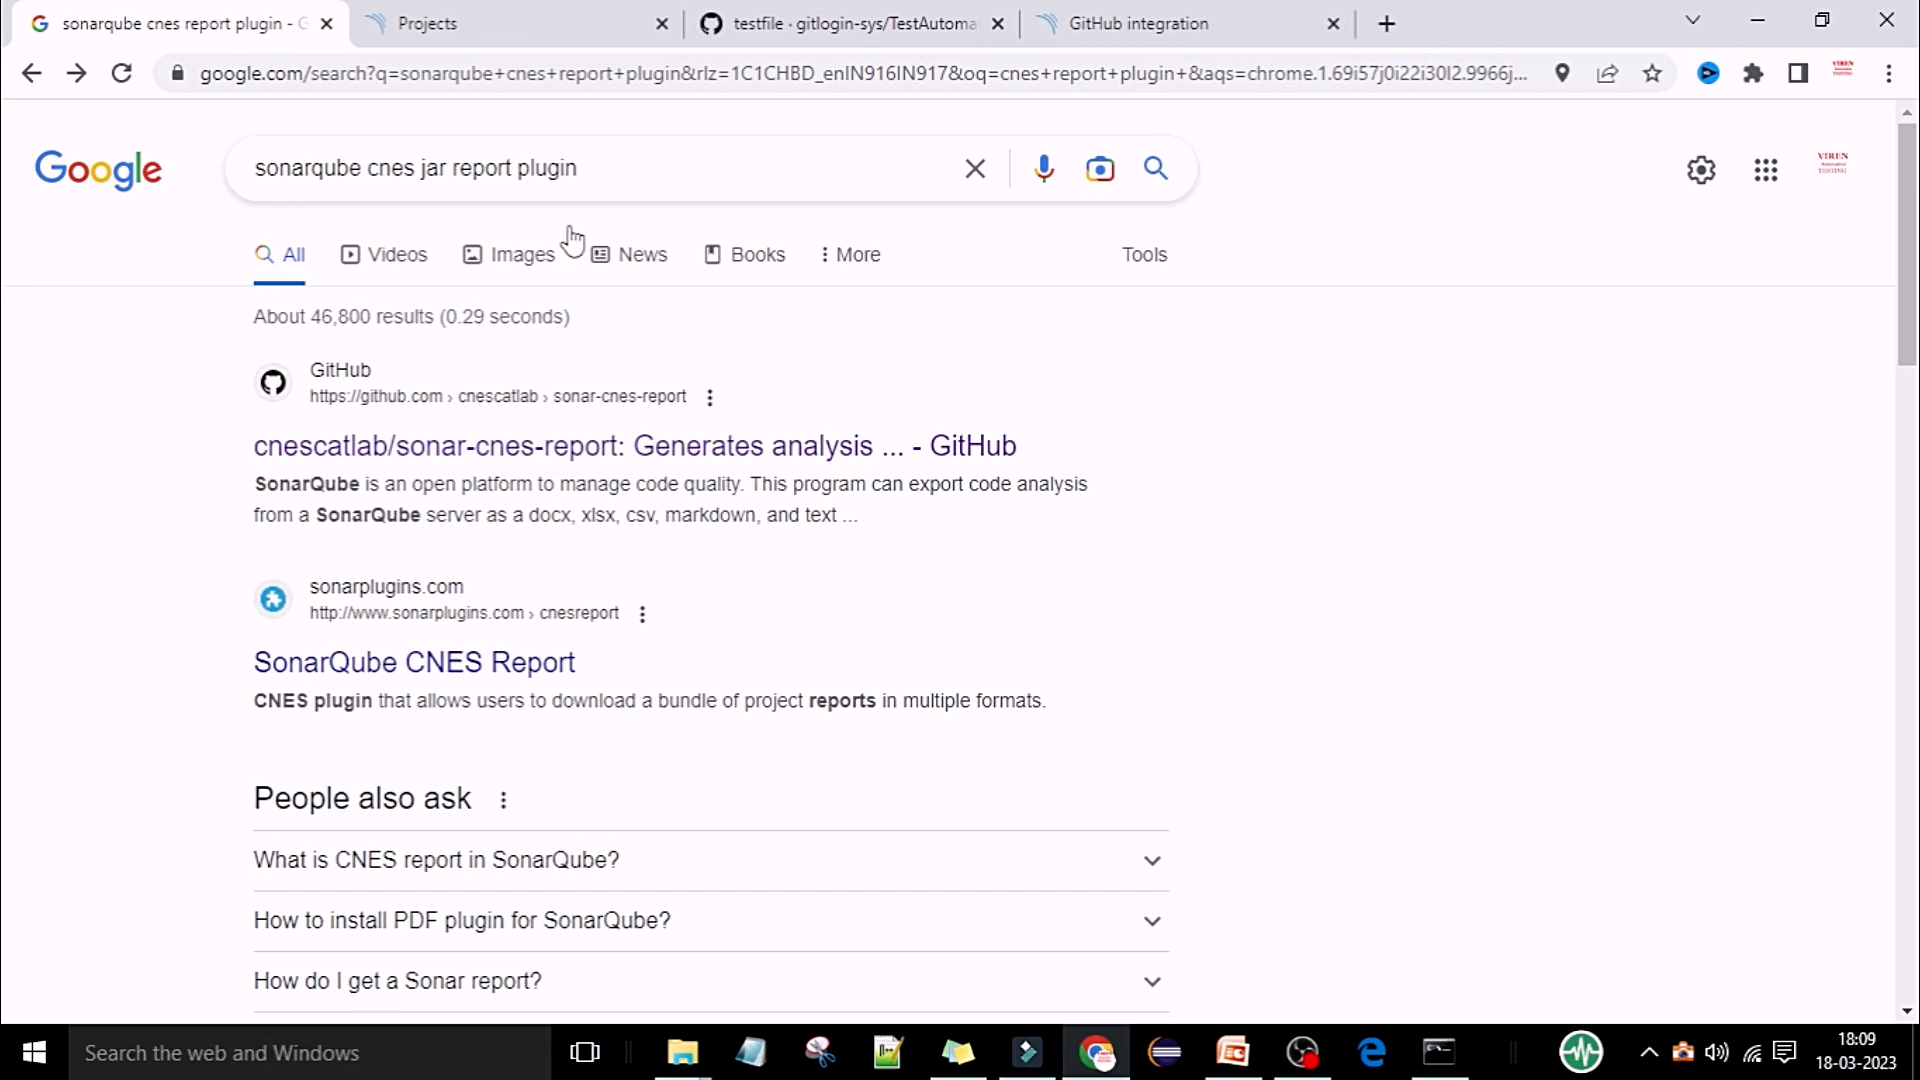 sonarqube cnes report plugin - G
Projects
testfile · gitlogin-sys/TestAutoma
GitHub integration
google.com/search?q=sonarqube+cnes+report+plugin&rlz=1C1CHBD_enIN916IN917&oq=cnes+report+plugin+&aqs=chrome.1.69i57j0i22i30l2.9966j...
VIREN
TESTING
Google
sonarqube cnes jar report plugin
VIREN
Automation
TESTING
All
Videos
Images
News
Books
More
Tools
About 46,800 results (0.29 seconds)
GitHub
https://github.com › cnescatlab › sonar-cnes-report
cnescatlab/sonar-cnes-report: Generates analysis ... - GitHub
SonarQube is an open platform to manage code quality. This program can export code analysis
from a SonarQube server as a docx, xlsx, csv, markdown, and text ...
sonarplugins.com
http://www.sonarplugins.com › cnesreport
SonarQube CNES Report
CNES plugin that allows users to download a bundle of project reports in multiple formats.
People also ask
What is CNES report in SonarQube?
How to install PDF plugin for SonarQube?
How do I get a Sonar report?
Search the web and Windows
18:09
18-03-2023